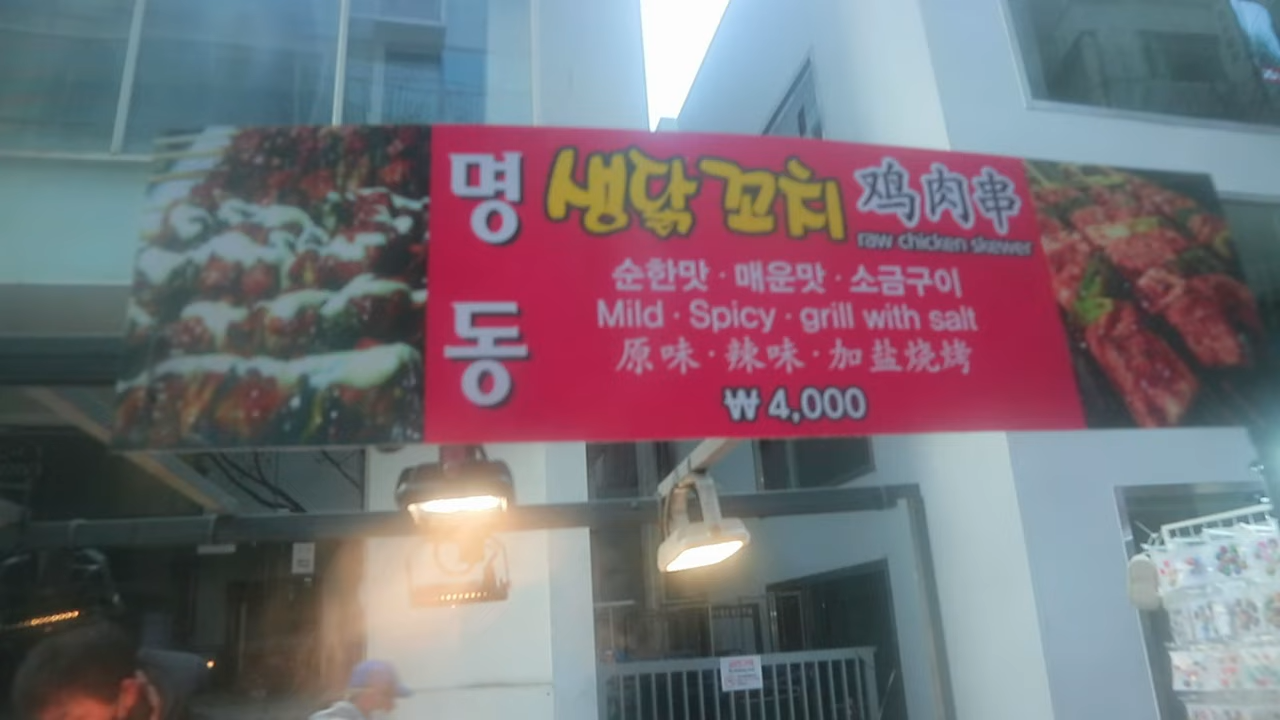 명동
생닭꼬치 鸡肉串
raw chicken skewer
순한맛 · 매운맛 · 소금구이
Mild · Spicy · grill with salt
原味 · 辣味 · 加盐烧烤
₩4,000